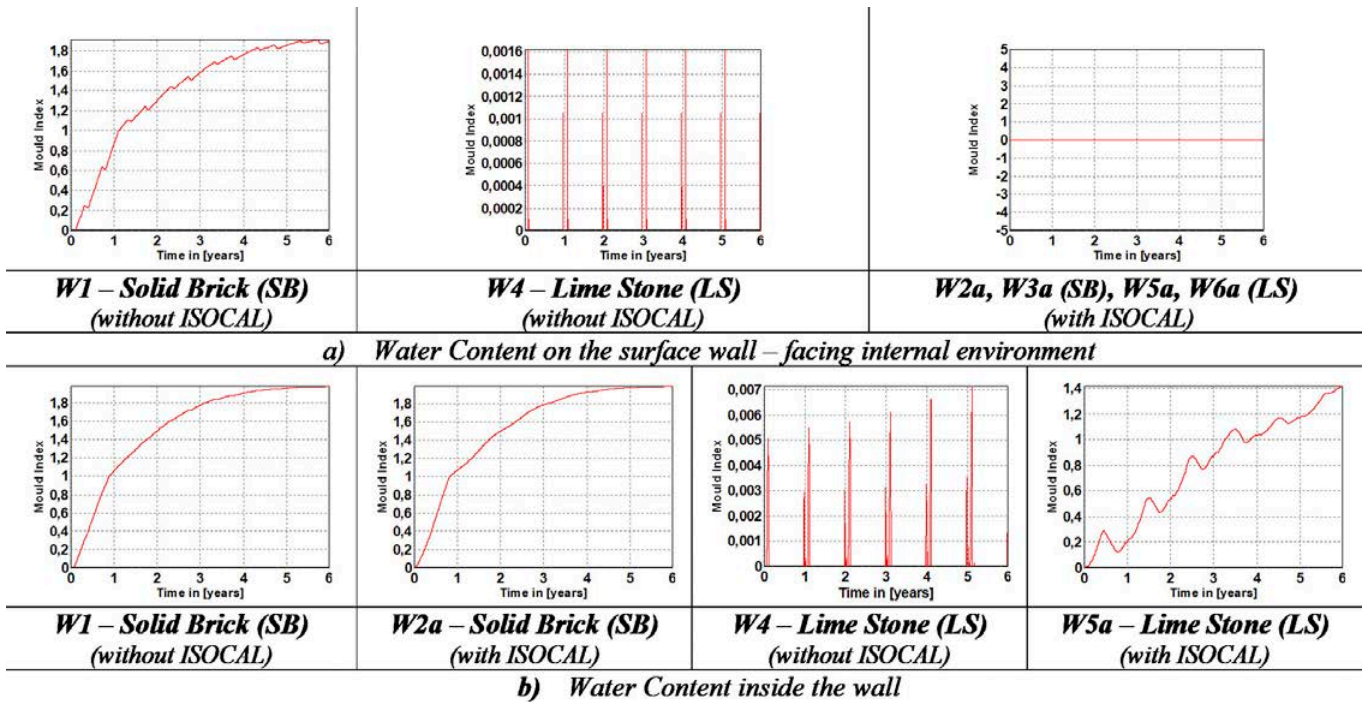 Mould Index
1,8
1,6
1,4
1,2
1
0,8
0,6
0,4
0,2
0
0 1 2 3 4 5 6
Time in [years]
W1 – Solid Brick (SB)
(without ISOCAL)
Mould Index
0,0016
0,0014
0,0012
0,001
0,0008
0,0006
0,0004
0,0002
0
0 1 2 3 4 5 6
Time in [years]
W4 – Lime Stone (LS)
(without ISOCAL)
Mould Index
5
4
3
2
1
0
-1
-2
-3
-4
-5
0 1 2 3 4 5 6
Time in [years]
W2a, W3a (SB), W5a, W6a (LS)
(with ISOCAL)
a) Water Content on the surface wall – facing internal environment
Mould Index
1,8
1,6
1,4
1,2
1
0,8
0,6
0,4
0,2
0
0 1 2 3 4 5 6
Time in [years]
W1 – Solid Brick (SB)
(without ISOCAL)
Mould Index
1,8
1,6
1,4
1,2
1
0,8
0,6
0,4
0,2
0
0 1 2 3 4 5 6
Time in [years]
W2a – Solid Brick (SB)
(with ISOCAL)
Mould Index
0,007
0,006
0,005
0,004
0,003
0,002
0,001
0
0 1 2 3 4 5 6
Time in [years]
W4 – Lime Stone (LS)
(without ISOCAL)
Mould Index
1,4
1,2
1
0,8
0,6
0,4
0,2
0
0 1 2 3 4 5 6
Time in [years]
W5a – Lime Stone (LS)
(with ISOCAL)
b) Water Content inside the wall